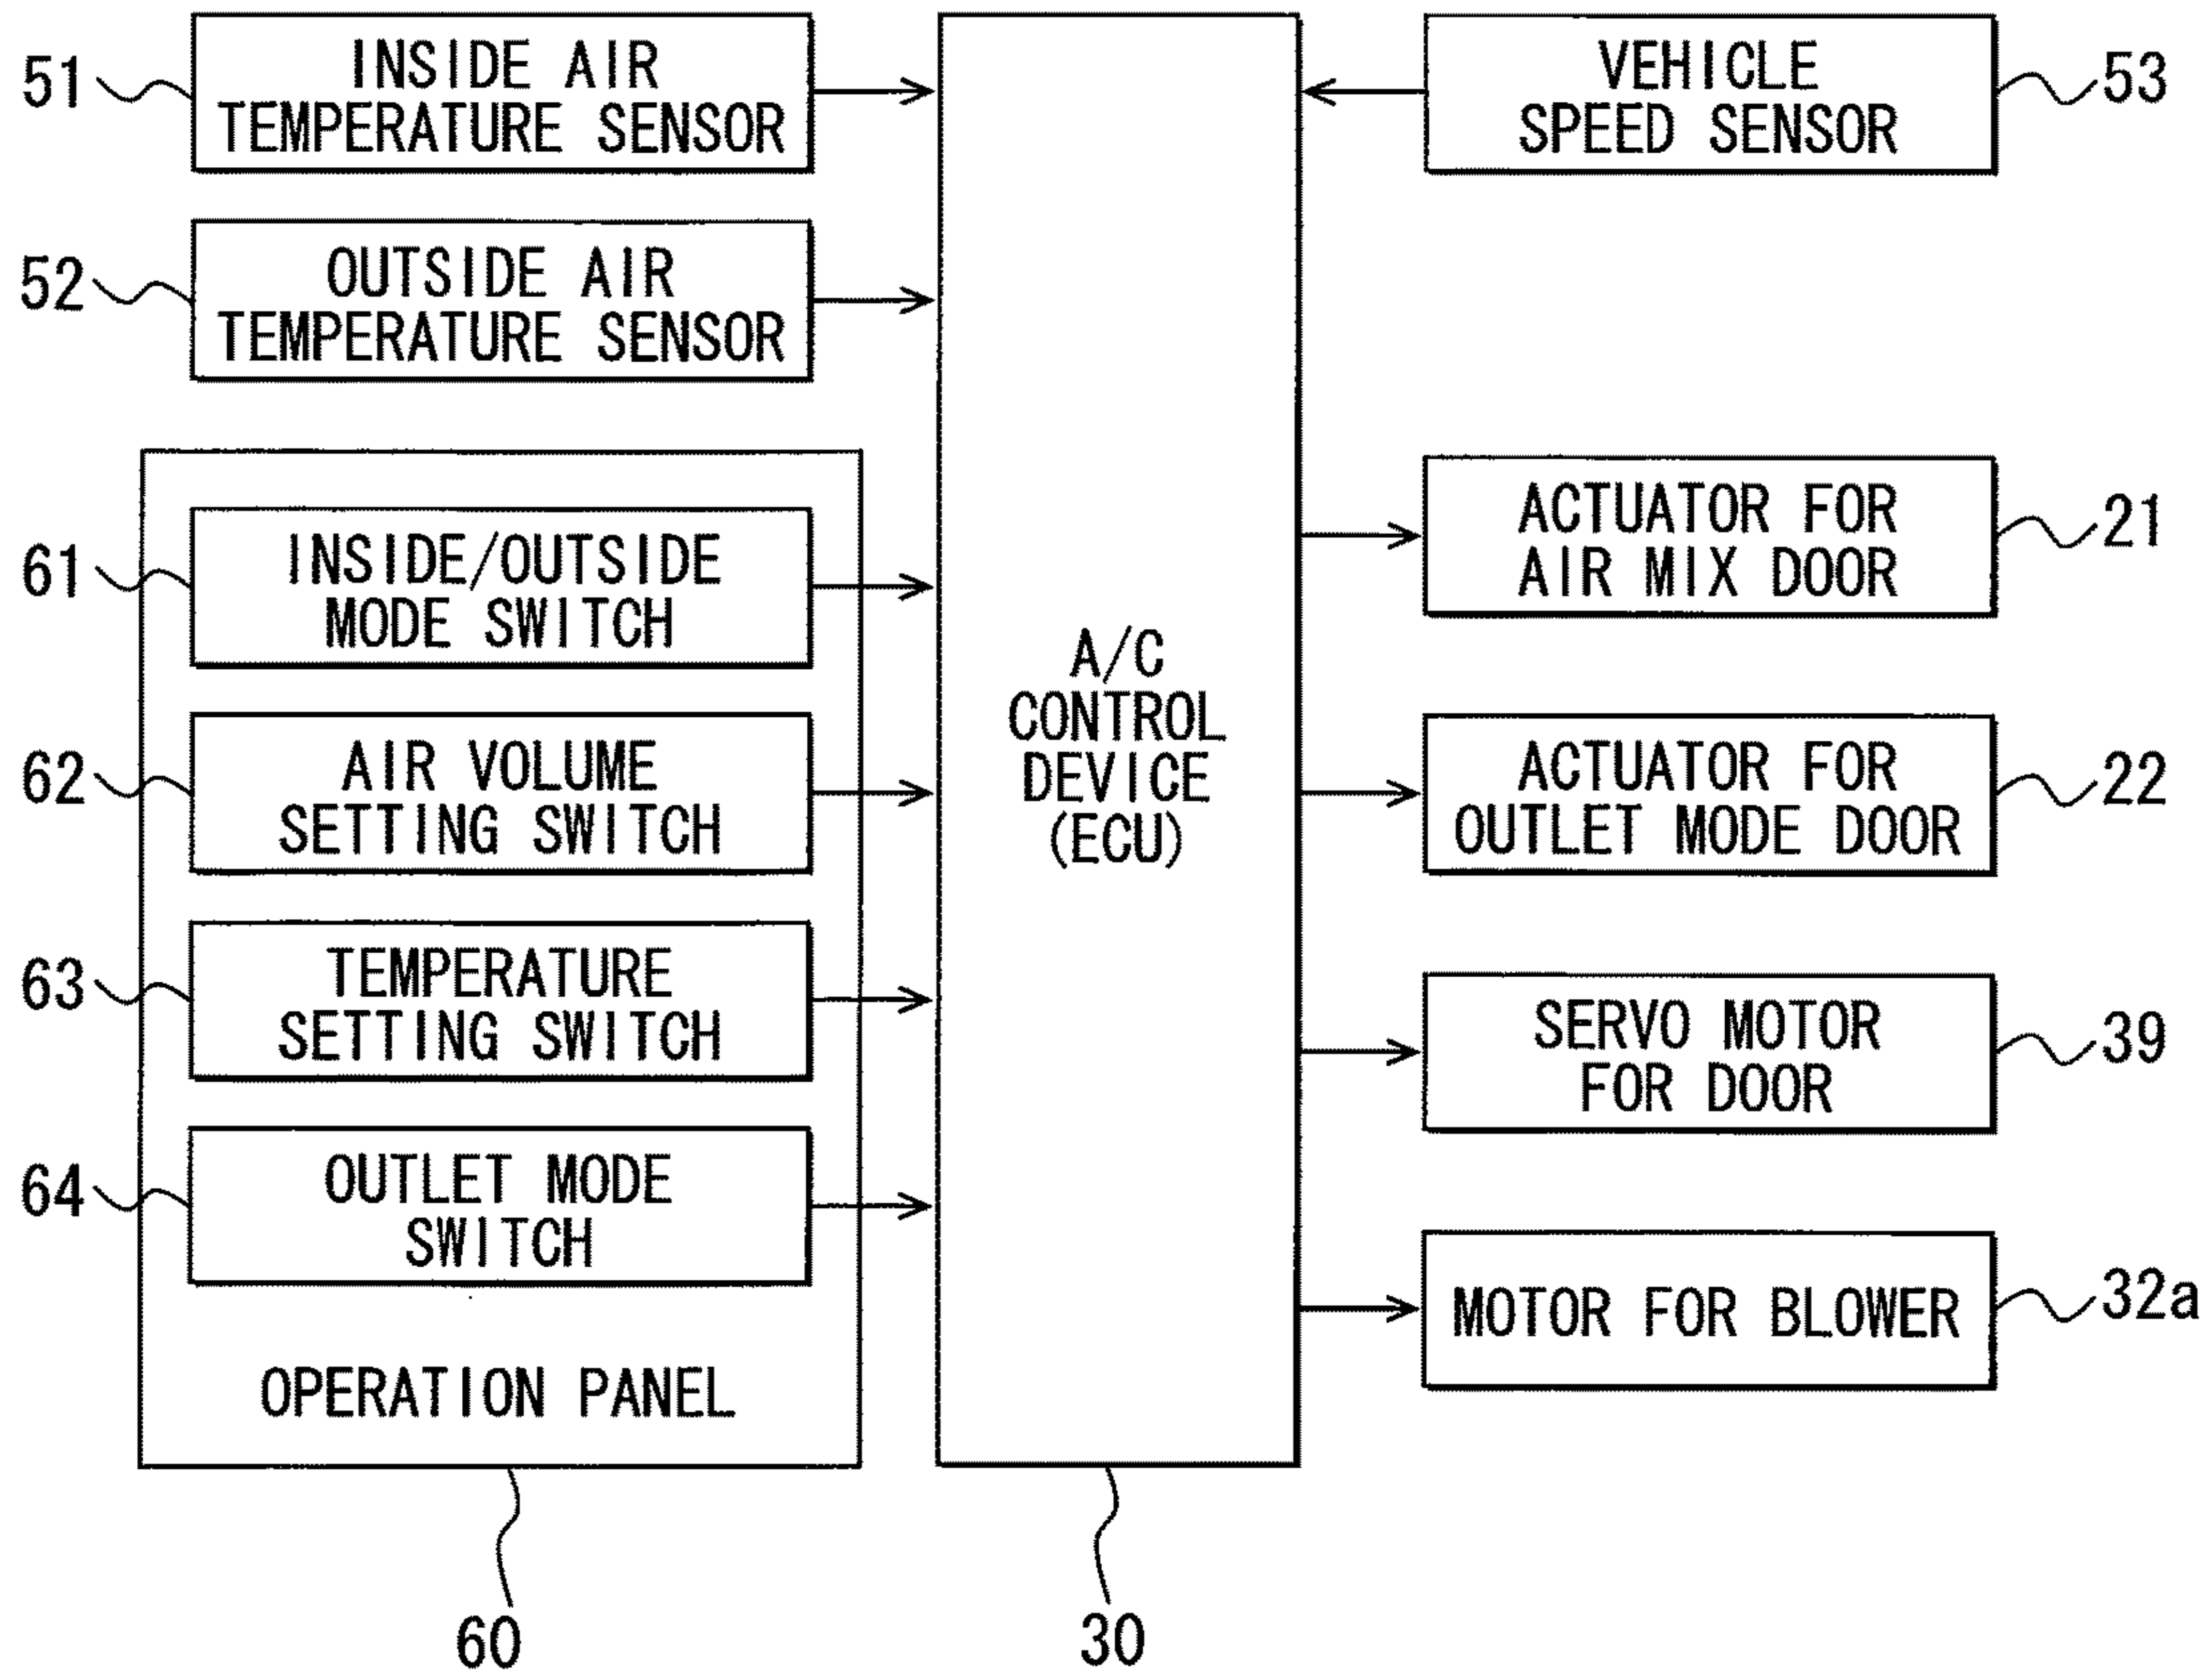 51
INSIDE AIR
TEMPERATURE SENSOR
52
OUTSIDE AIR
TEMPERATURE SENSOR
61
INSIDE/OUTSIDE
MODE SWITCH
62
AIR VOLUME
SETTING SWITCH
63
TEMPERATURE
SETTING SWITCH
64
OUTLET MODE
SWITCH
OPERATION PANEL
60
A/C
CONTROL
DEVICE
(ECU)
30
VEHICLE
SPEED SENSOR
53
ACTUATOR FOR
AIR MIX DOOR
21
ACTUATOR FOR
OUTLET MODE DOOR
22
SERVO MOTOR
FOR DOOR
39
MOTOR FOR BLOWER
32a